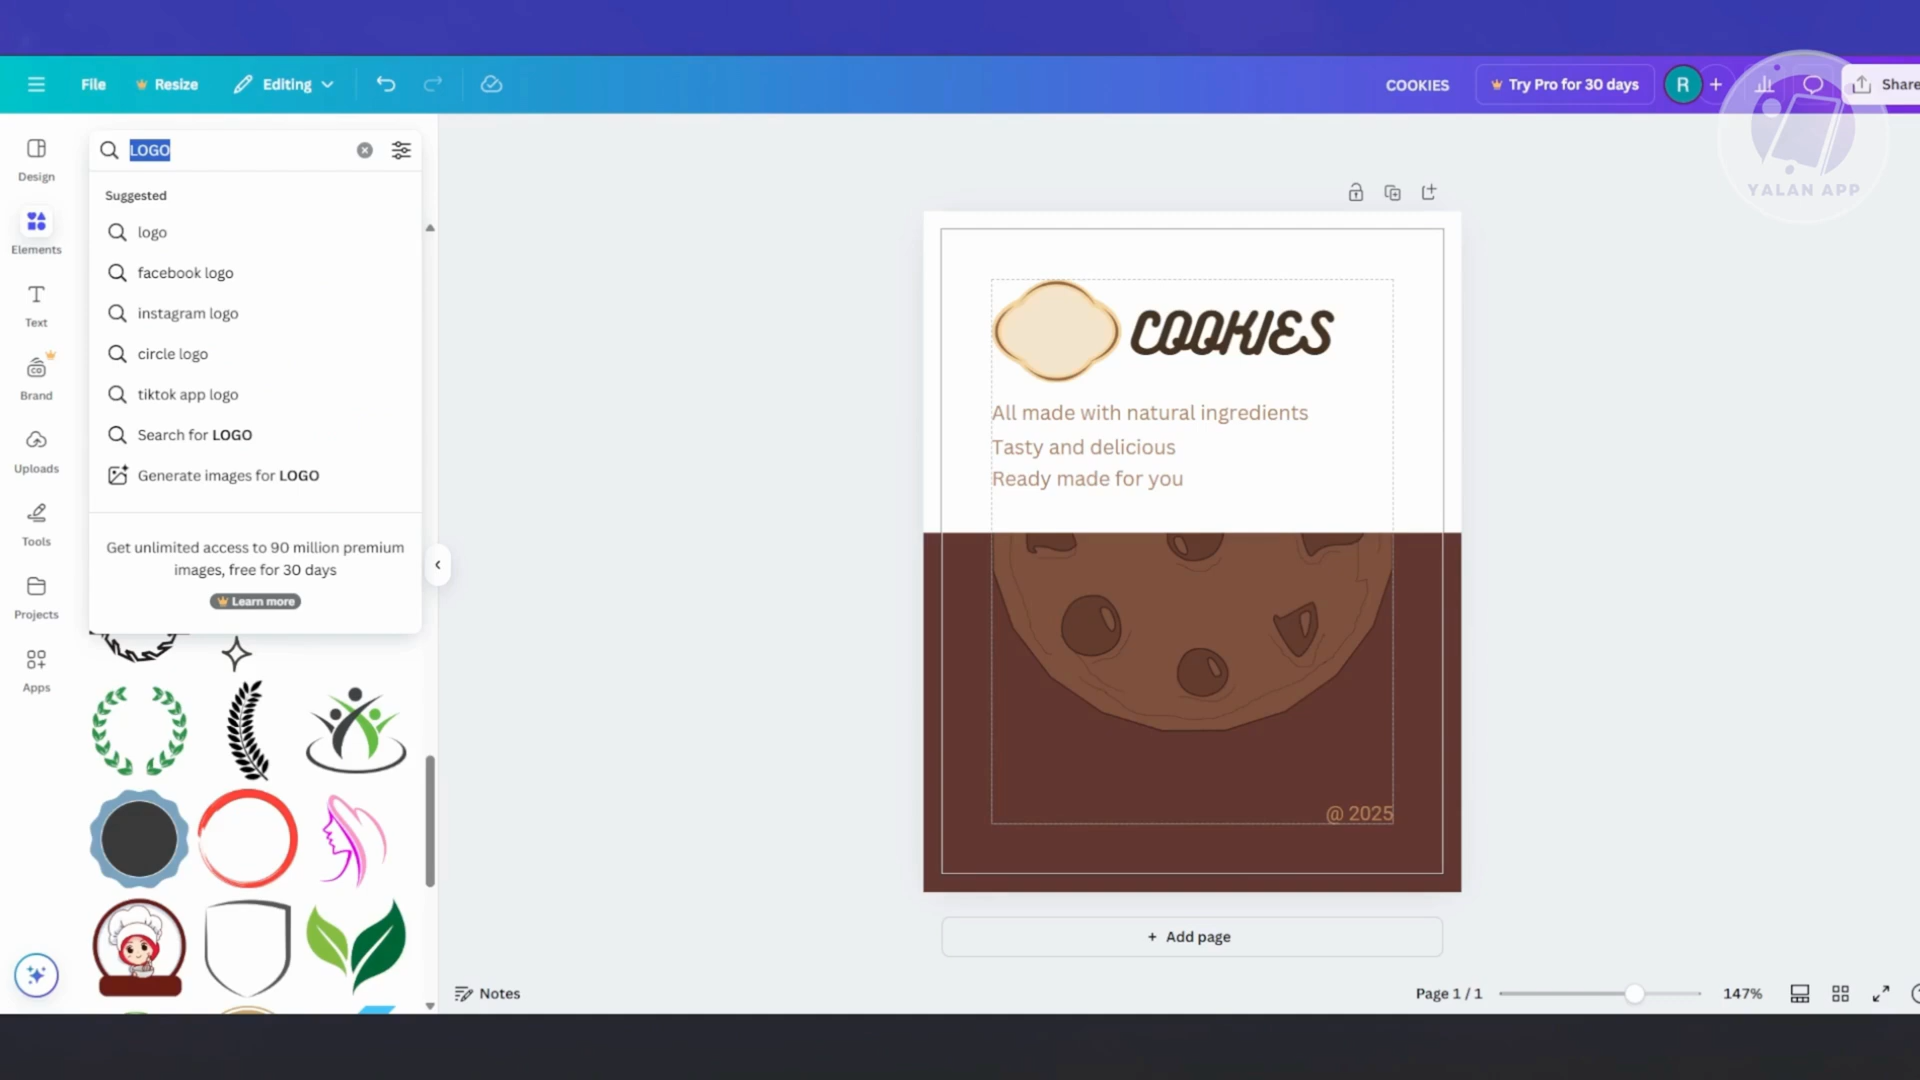 File
Resize
Editing
COOKIES
Try Pro for 30 days
R
Share
YALAN APP
Design
Elements
Text
Brand
CO
Uploads
Tools
Projects
Apps
LOGO
Suggested
logo
facebook logo
instagram logo
circle logo
tiktok app logo
Search for LOGO
Generate images for LOGO
Get unlimited access to 90 million premium
images, free for 30 days
Learn more
COOKIES
All made with natural ingredients
Tasty and delicious
Ready made for you
@ 2025
+ Add page
Notes
Page 1 / 1
147%